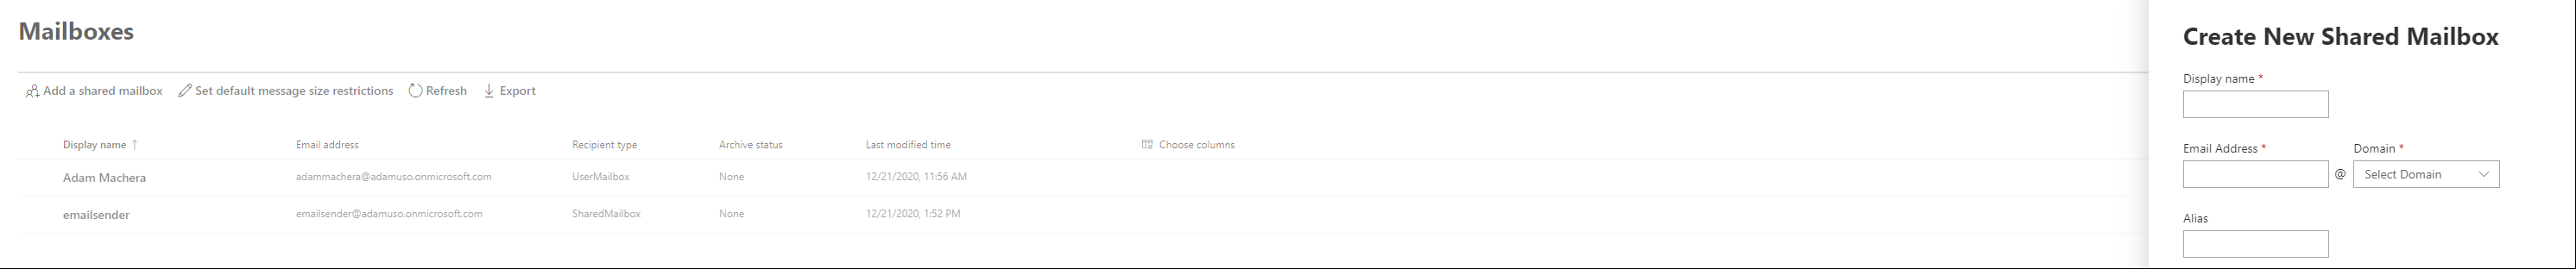 Mailboxes
Add a shared mailbox Set default message size restrictions Refresh Export
Display name ↑ Email address Recipient type Archive status Last modified time Choose columns
Adam Machera adammachera@adamuso.onmicrosoft.com UserMailbox None 12/21/2020, 11:56 AM
emailsender emailsender@adamuso.onmicrosoft.com SharedMailbox None 12/21/2020, 1:52 PM
Create New Shared Mailbox
Display name *
Email Address * Domain *
@ Select Domain
Alias